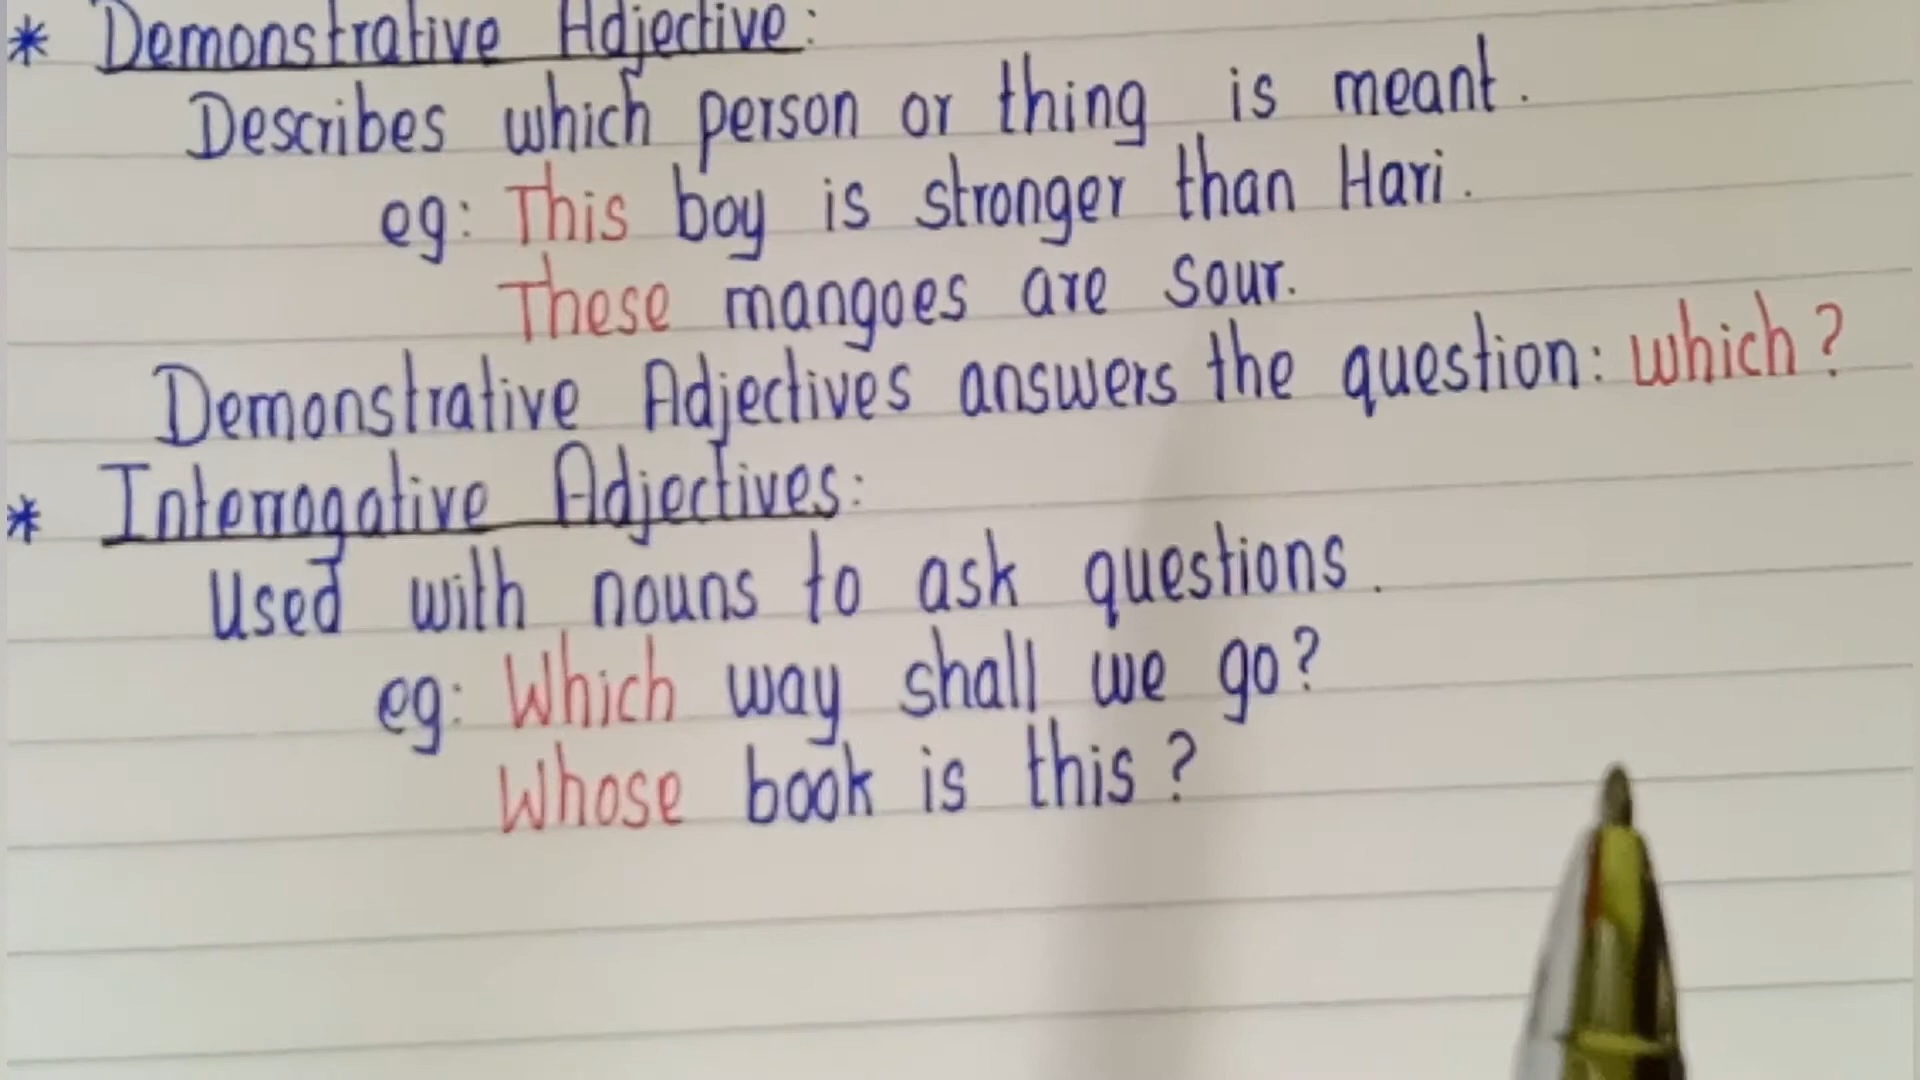 * Demonstrative Adjective:
Describes which person or thing is meant.
eg: This boy is stronger than Hari.
These mangoes are sour.
Demonstrative Adjectives answers the question: which?
* Interrogative Adjectives:
Used with nouns to ask questions.
eg: Which way shall we go?
Whose book is this?